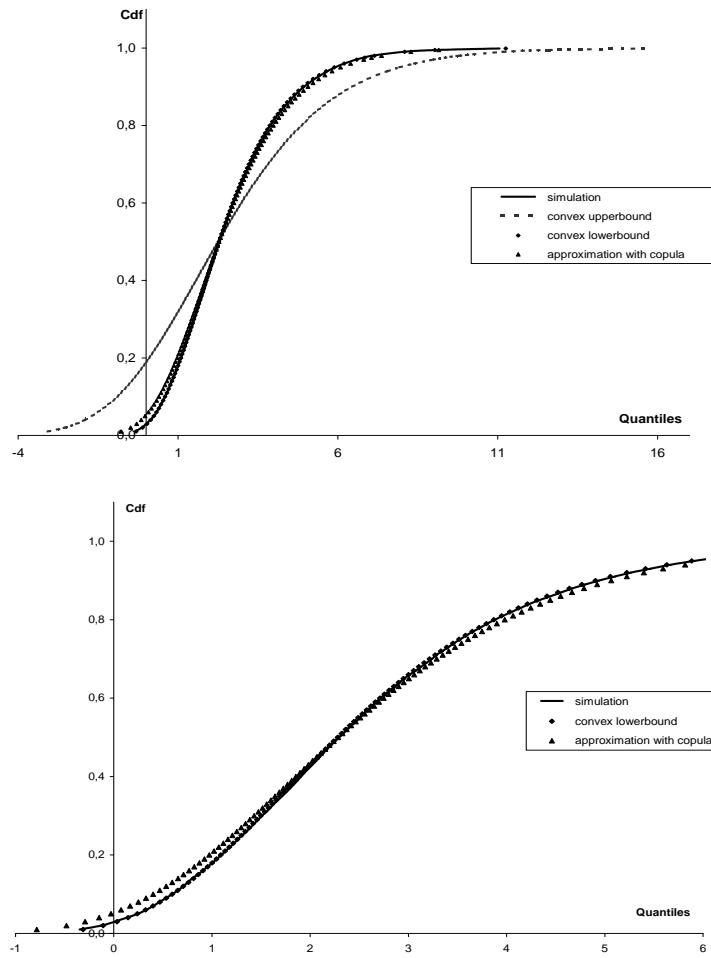 Cdf
1,0
0,8
0,6
0,4
0,2
0,0
simulation
convex upperbound
convex lowerbound
approximation with copula
Quantiles
-4 1 6 11 16
Cdf
1,0
0,8
0,6
0,4
0,2
0,0
simulation
convex lowerbound
approximation with copula
Quantiles
-1 0 1 2 3 4 5 6